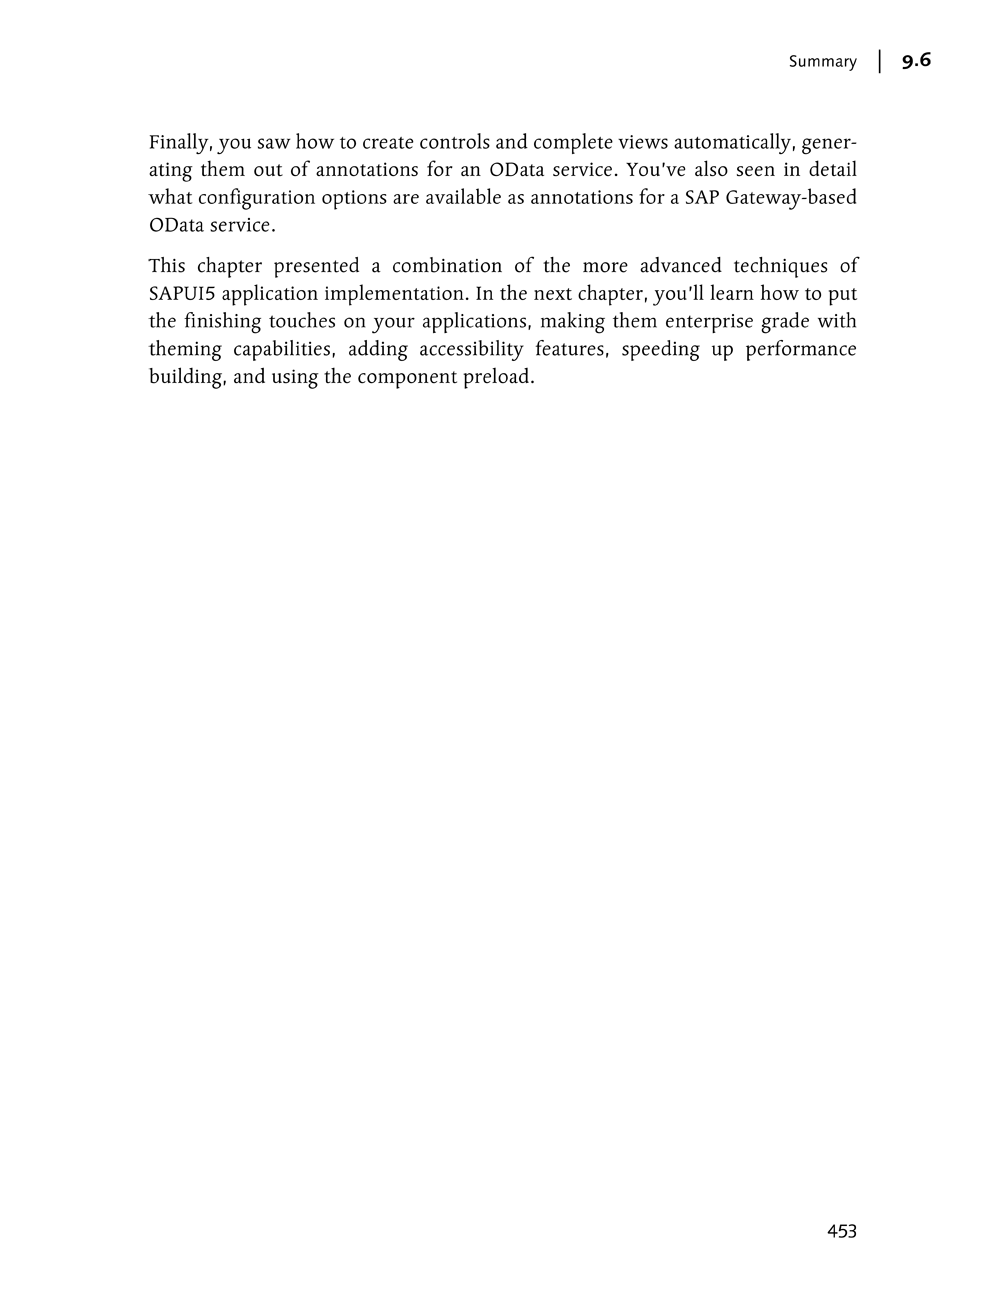 Summary | 9.6
Finally, you saw how to create controls and complete views automatically, gener-
ating them out of annotations for an OData service. You've also seen in detail
what configuration options are available as annotations for a SAP Gateway-based
OData service.
This chapter presented a combination of the more advanced techniques of
SAPUI5 application implementation. In the next chapter, you'll learn how to put
the finishing touches on your applications, making them enterprise grade with
theming capabilities, adding accessibility features, speeding up performance
building, and using the component preload.
453